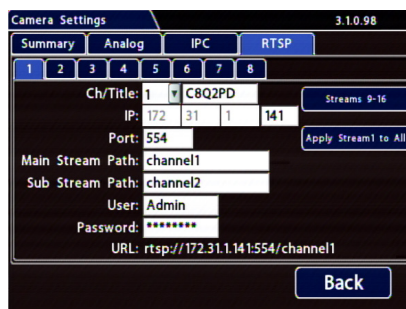 Camera Settings 3.1.0.98
Summary Analog IPC RTSP
1 2 3 4 5 6 7 8
Ch/Title: 1 C8Q2PD Streams 9-16
IP: 172 31 1 141
Port: 554 Apply Stream1 to All
Main Stream Path: channel1
Sub Stream Path: channel2
User: Admin
Password: ********
URL: rtsp://172.31.1.141:554/channel1
Back